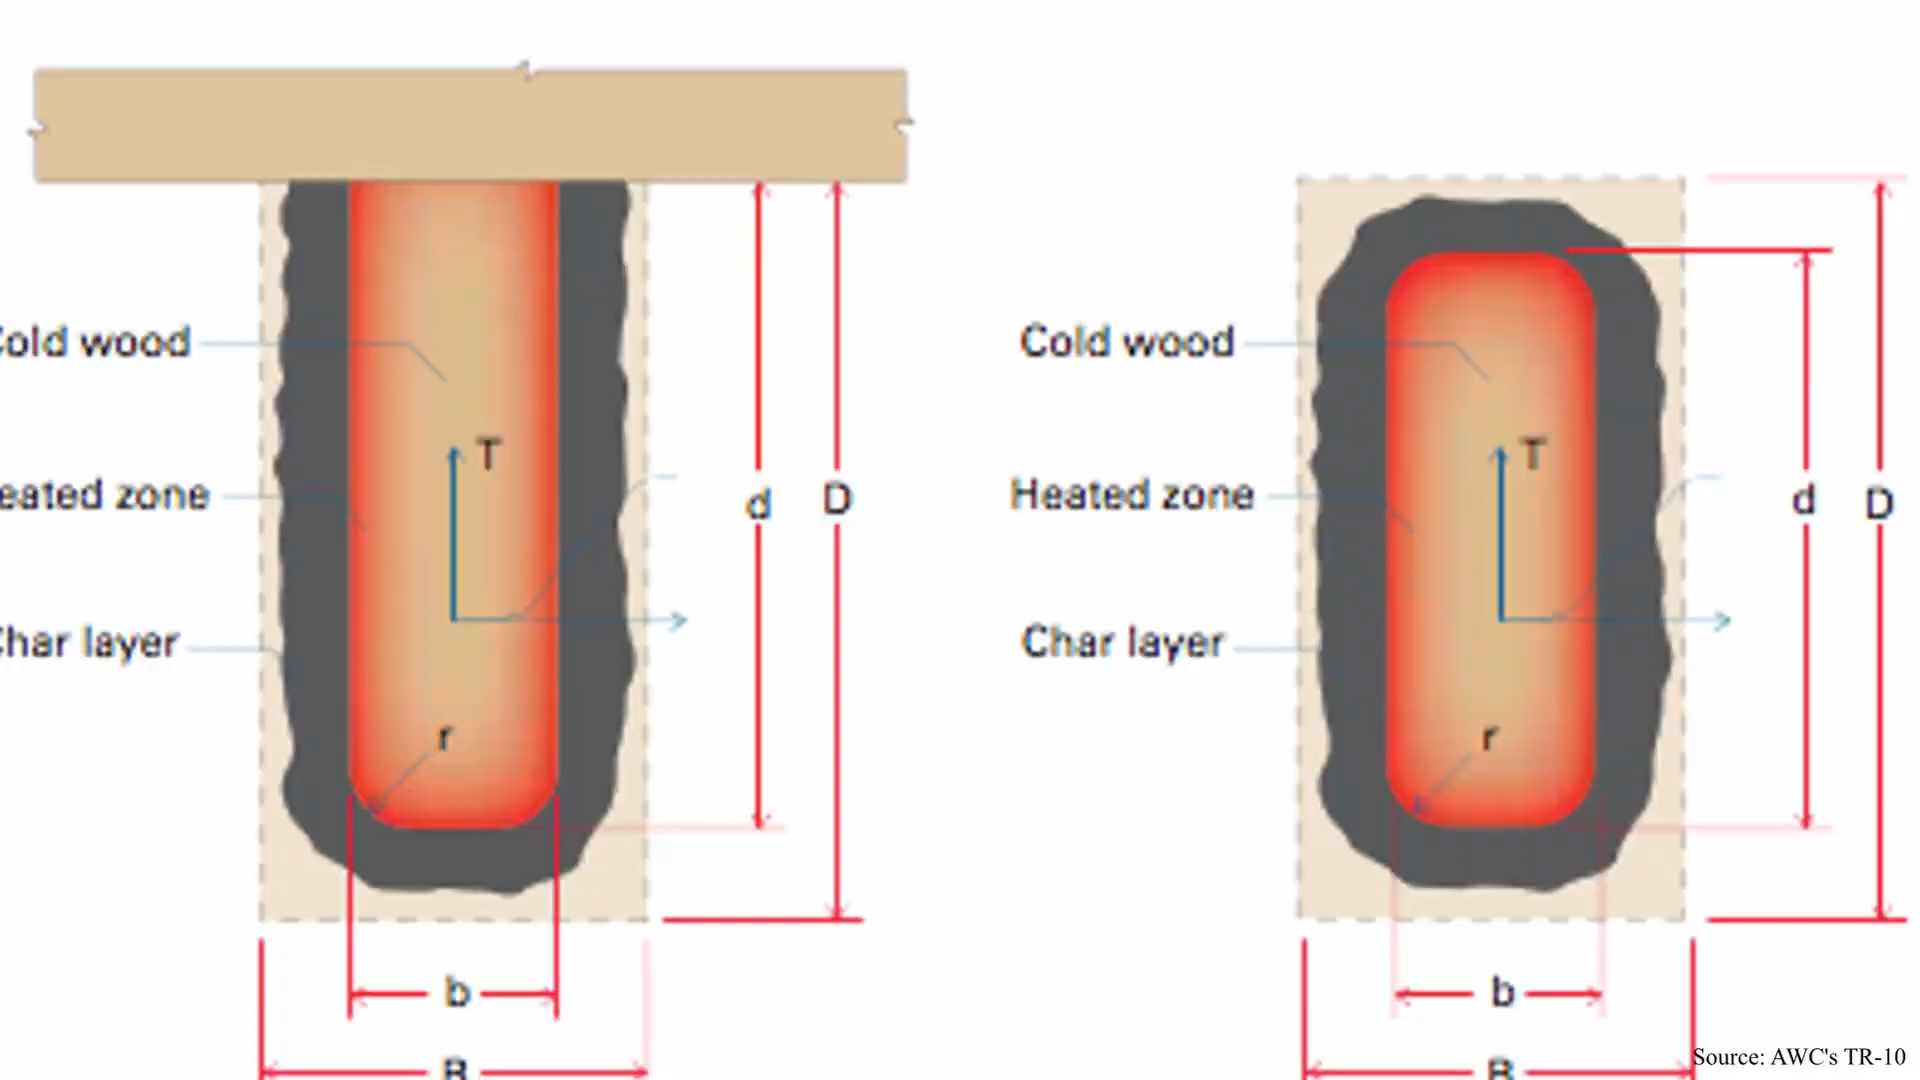 old wood
T
eated zone
d
D
har layer
r
b
B
Cold wood
T
Heated zone
d
D
Char layer
r
b
B
Source: AWC's TR-10